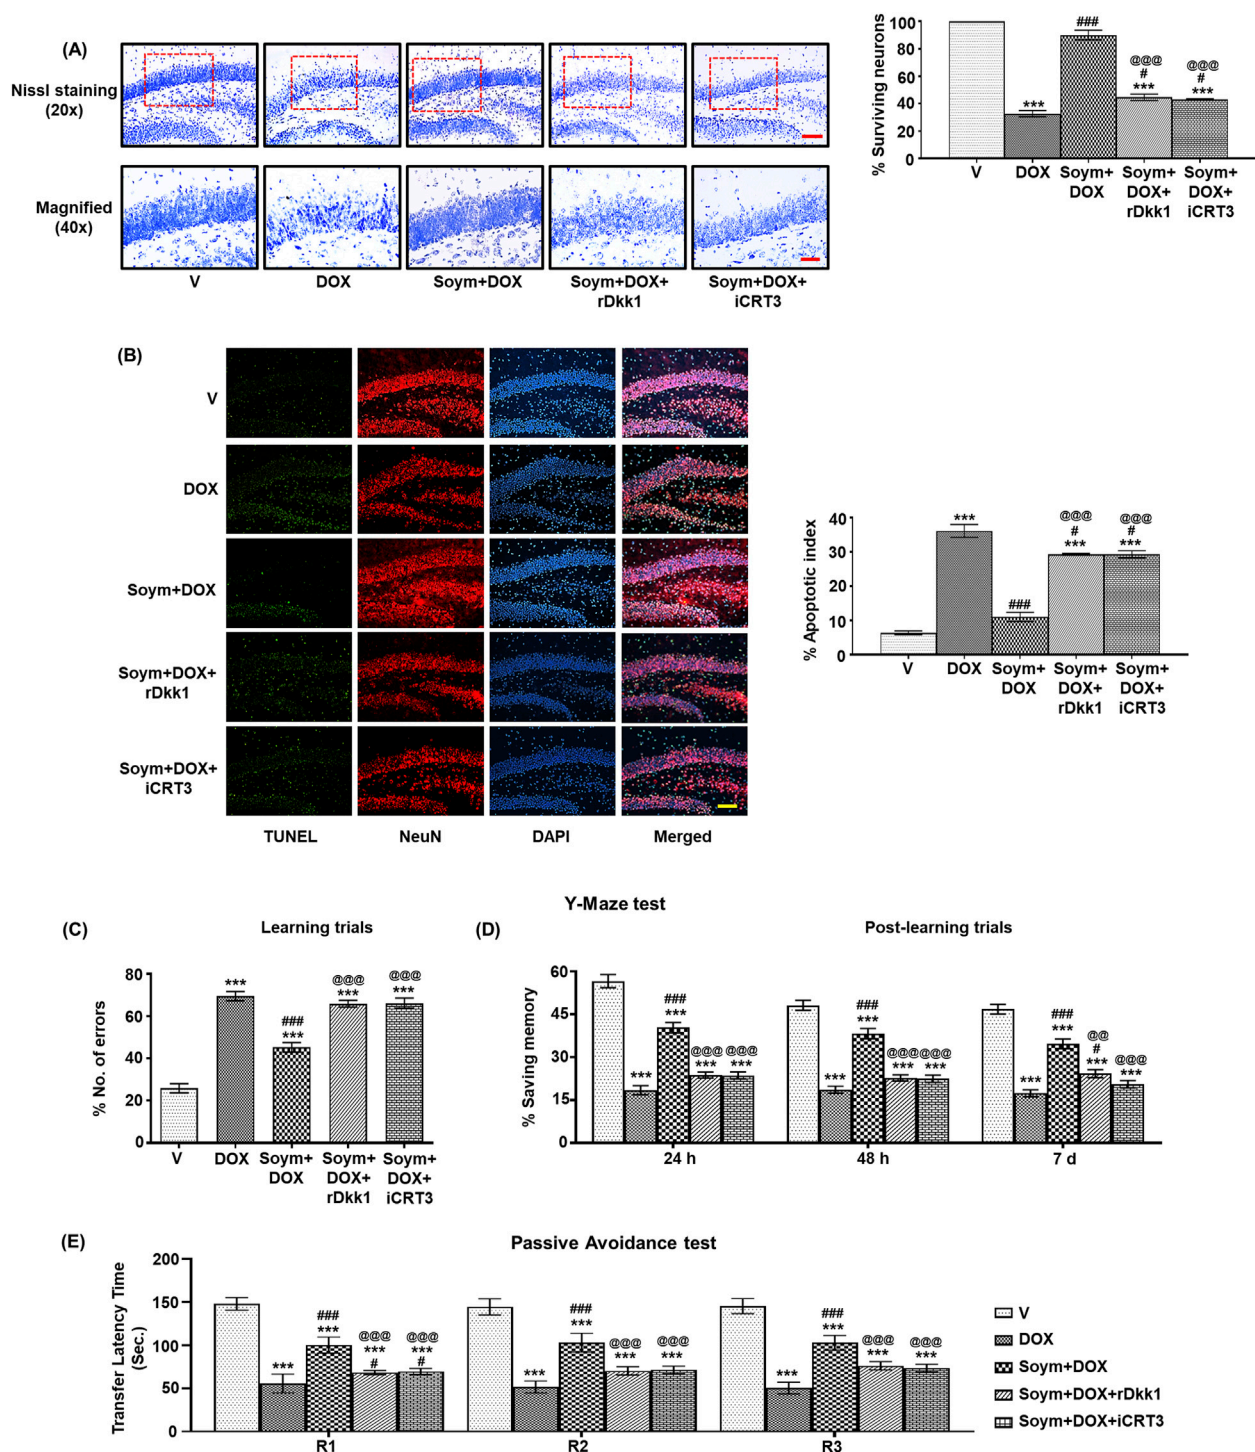 (A)
Nissl staining
(20x)
Magnified
(40x)
V
DOX
Soym+DOX
Soym+DOX+
rDkk1
Soym+DOX+
iCRT3
% Surviving neurons
100
80
60
40
20
0
***
###
@@@
#
***
@@@
#
***
V
DOX
Soym+
DOX
Soym+
DOX+
rDkk1
Soym+
DOX+
iCRT3
(B)
V
DOX
Soym+DOX
Soym+DOX+
rDkk1
Soym+DOX+
iCRT3
TUNEL
NeuN
DAPI
Merged
% Apoptotic index
40
30
20
10
0
***
###
@@@
#
***
@@@
#
***
V
DOX
Soym+
DOX
Soym+
DOX+
rDkk1
Soym+
DOX+
iCRT3
Y-Maze test
(C)
Learning trials
% No. of errors
80
60
40
20
0
***
###
***
@@@
***
@@@
***
V
DOX
Soym+
DOX
Soym+
DOX+
rDkk1
Soym+
DOX+
iCRT3
(D)
Post-learning trials
% Saving memory
60
45
30
15
0
***
###
***
@@@
***
@@@
***
***
###
***
@@@
***
@@@
***
***
###
***
@@
#
***
@@@
***
24 h
48 h
7 d
(E)
Passive Avoidance test
Transfer Latency Time
(Sec.)
200
150
100
50
0
***
###
***
@@@
***
#
@@@
***
#
***
###
***
@@@
***
@@@
***
***
###
***
@@@
***
@@@
***
R1
R2
R3
V
DOX
Soym+DOX
Soym+DOX+rDkk1
Soym+DOX+iCRT3